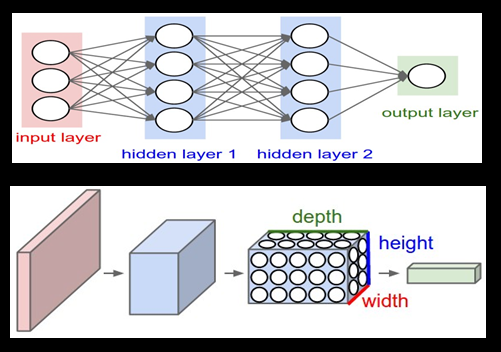 input layer
hidden layer 1
hidden layer 2
output layer
depth
height
width